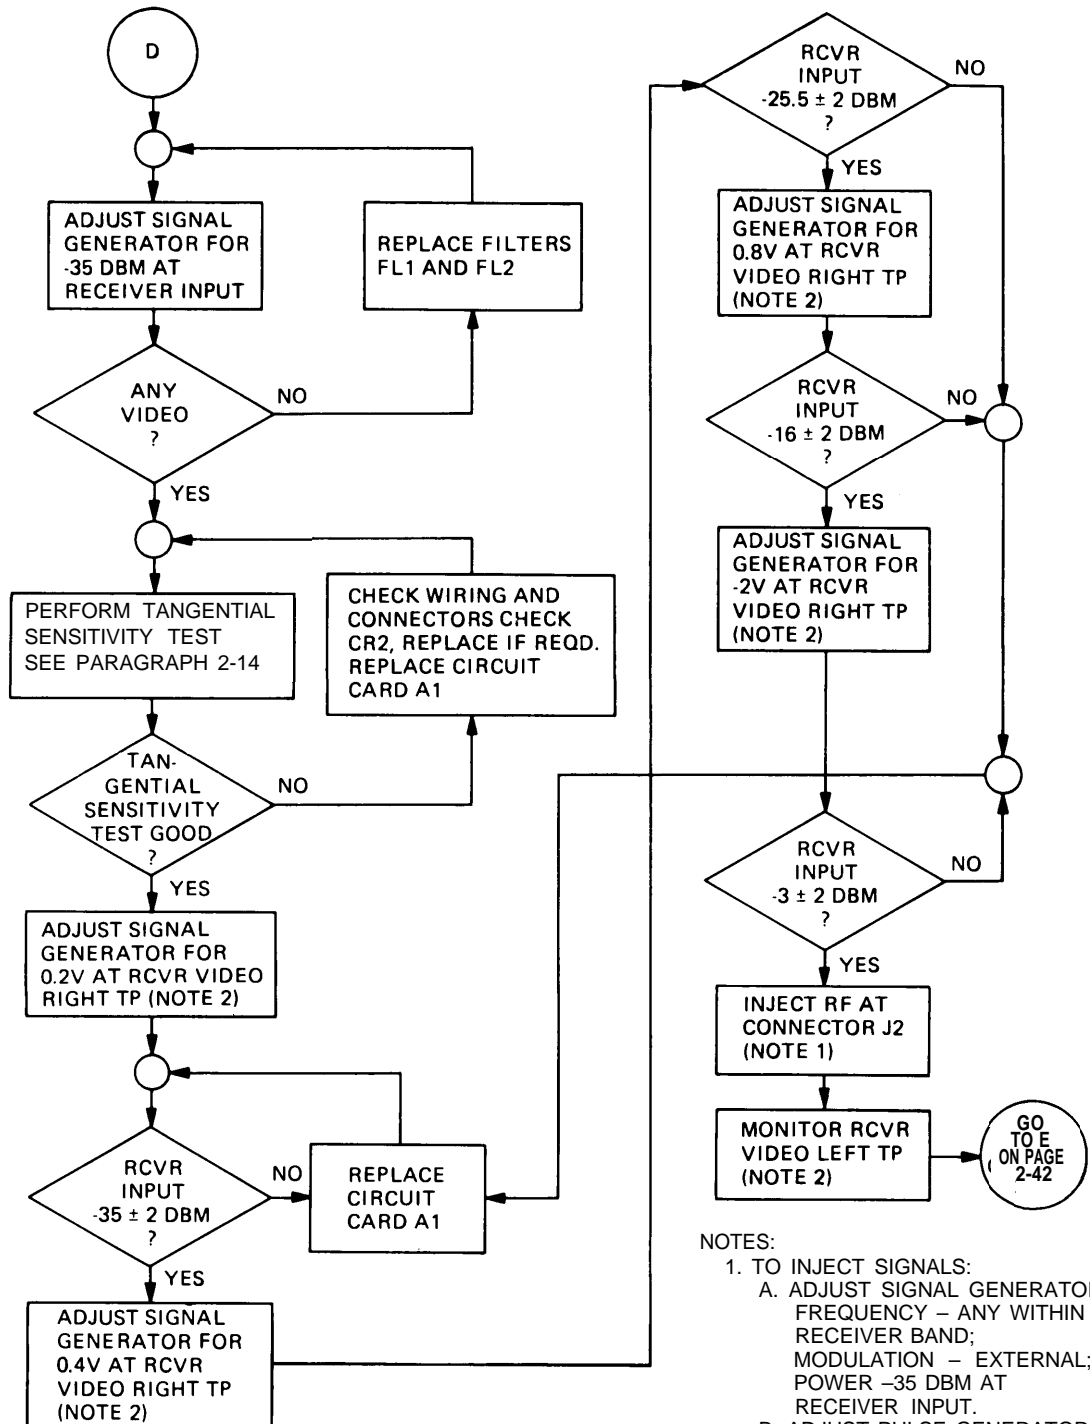 D
ADJUST SIGNAL
GENERATOR FOR
-35 DBM AT
RECEIVER INPUT
REPLACE FILTERS
FL1 AND FL2
ANY
VIDEO
?
NO
YES
PERFORM TANGENTIAL
SENSITIVITY TEST
SEE PARAGRAPH 2-14
CHECK WIRING AND
CONNECTORS CHECK
CR2, REPLACE IF REQD.
REPLACE CIRCUIT
CARD A1
TAN-
GENTIAL
SENSITIVITY
TEST GOOD
?
NO
YES
ADJUST SIGNAL
GENERATOR FOR
0.2V AT RCVR VIDEO
RIGHT TP (NOTE 2)
RCVR
INPUT
-35 ± 2 DBM
?
NO
REPLACE
CIRCUIT
CARD A1
YES
ADJUST SIGNAL
GENERATOR FOR
0.4V AT RCVR
VIDEO RIGHT TP
(NOTE 2)
RCVR
INPUT
-25.5 ± 2 DBM
?
NO
YES
ADJUST SIGNAL
GENERATOR FOR
0.8V AT RCVR
VIDEO RIGHT TP
(NOTE 2)
RCVR
INPUT
-16 ± 2 DBM
?
NO
YES
ADJUST SIGNAL
GENERATOR FOR
-2V AT RCVR
VIDEO RIGHT TP
(NOTE 2)
RCVR
INPUT
-3 ± 2 DBM
?
NO
YES
INJECT RF AT
CONNECTOR J2
(NOTE 1)
MONITOR RCVR
VIDEO LEFT TP
(NOTE 2)
GO
TO E
ON PAGE
2-42
NOTES:
1. TO INJECT SIGNALS:
A. ADJUST SIGNAL GENERATOR
FREQUENCY – ANY WITHIN
RECEIVER BAND;
MODULATION – EXTERNAL;
POWER –35 DBM AT
RECEIVER INPUT.
B. ADJUST PULSE GENERATOR